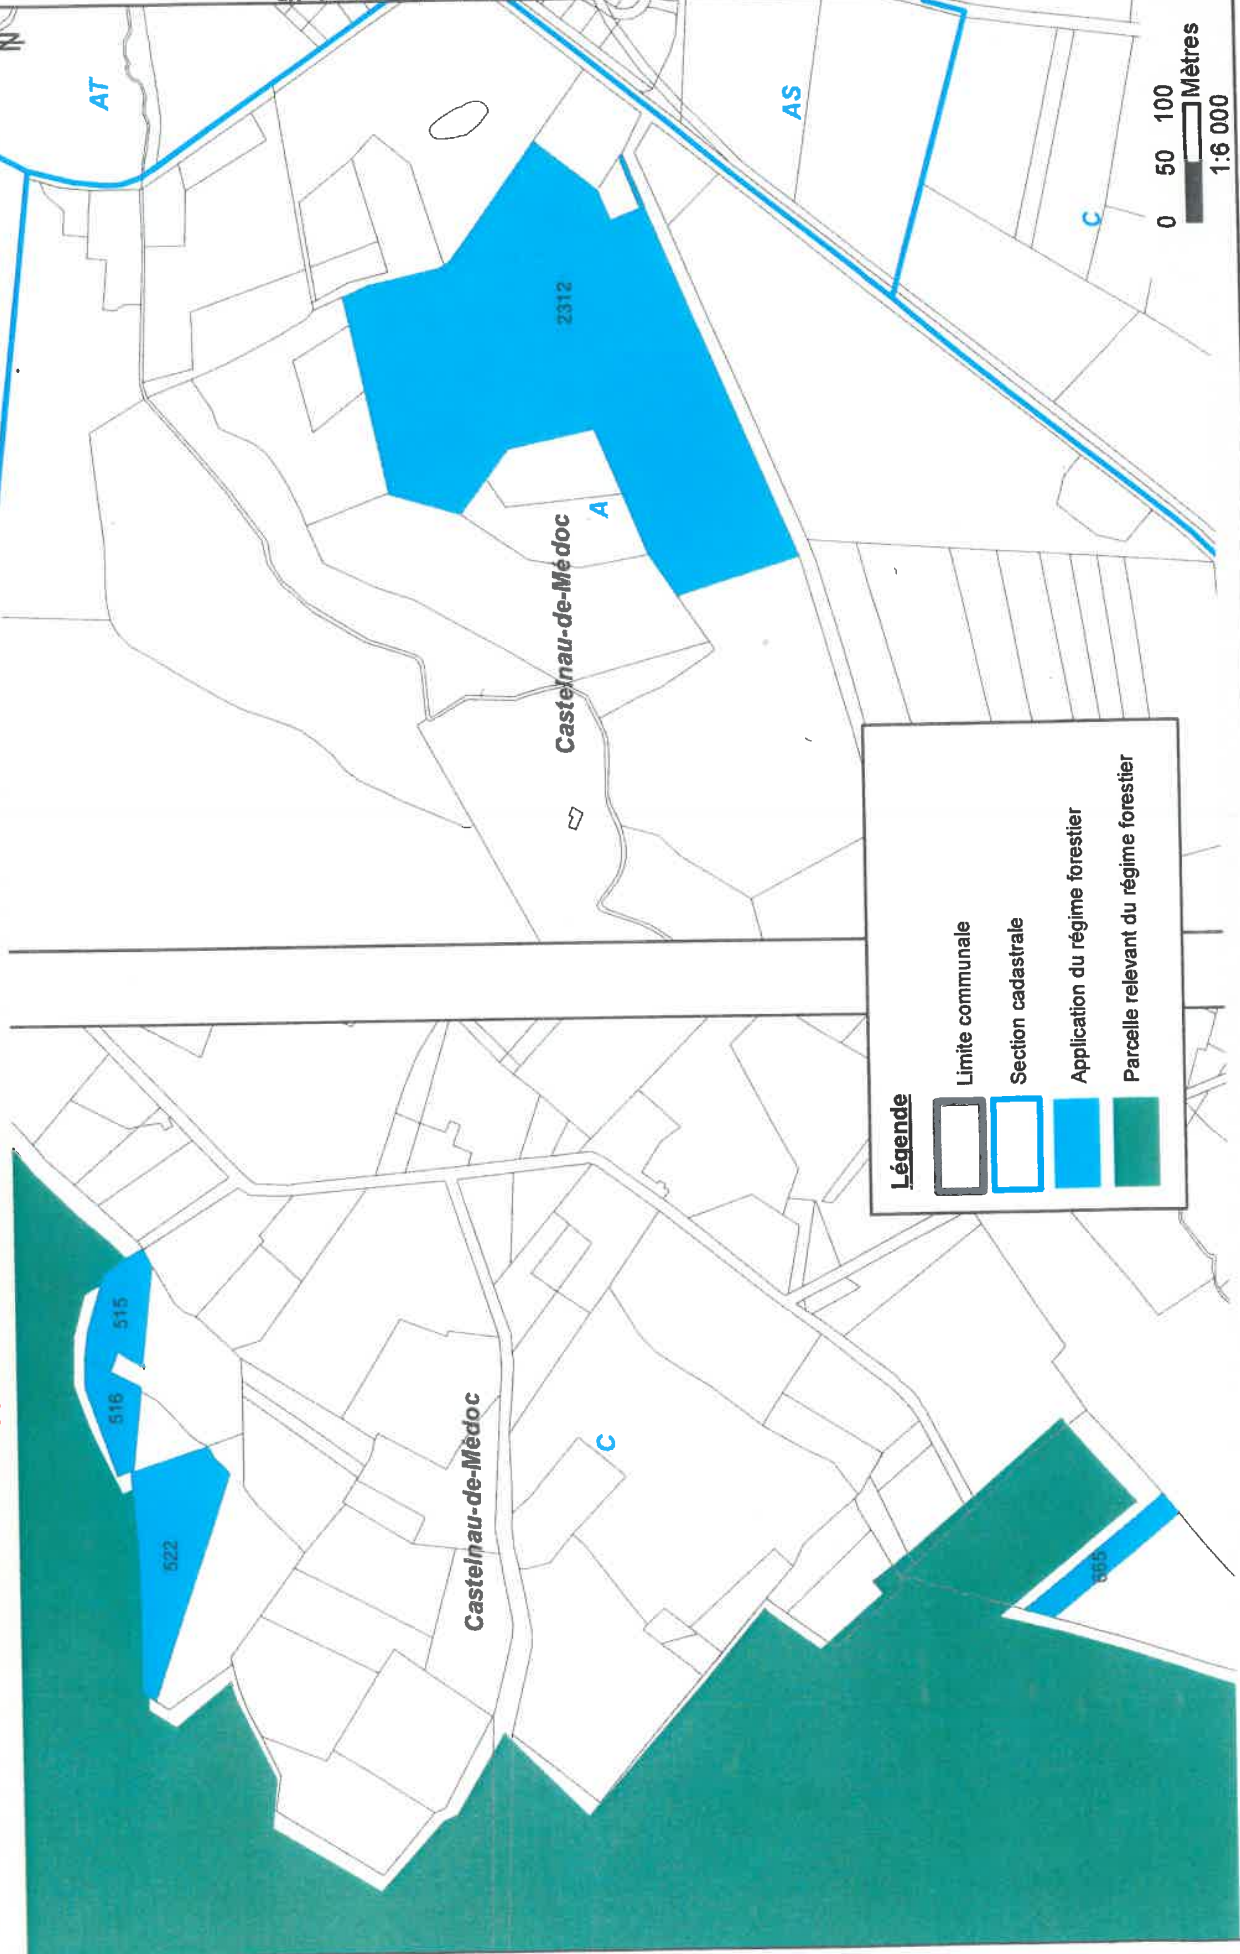 N
AT
AS
C
2312
A
Castelnau-de-Médoc
515
516
522
Castelnau-de-Médoc
C
665
Légende
Limite communale
Section cadastrale
Application du régime forestier
Parcelle relevant du régime forestier
0 50 100
Mètres
1:6 000